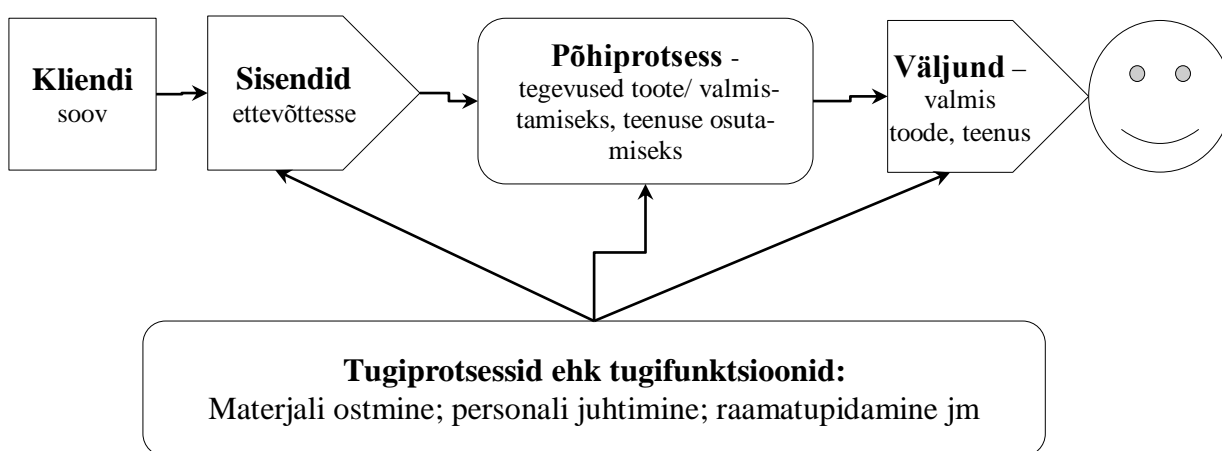 Kliendi
soov
Sisendid
ettevõttesse
Põhiprotsess -
tegevused toote/ valmis-
tamiseks, teenuse osuta-
miseks
Väljund –
valmis
toode, teenus
Tugiprotsessid ehk tugifunktsioonid:
Materjali ostmine; personali juhtimine; raamatupidamine jm